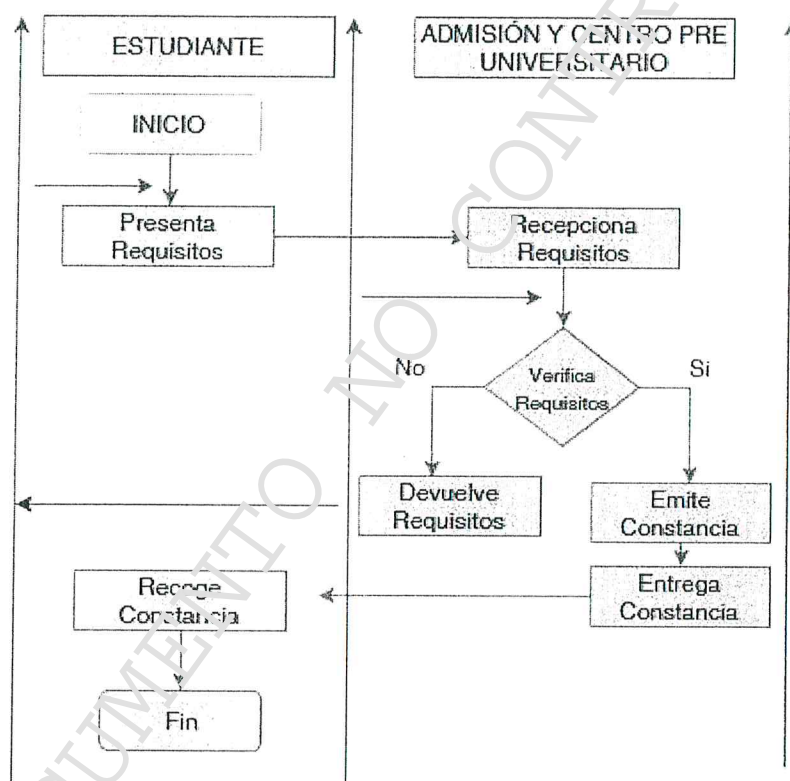 ESTUDIANTE
ADMISIÓN Y CENTRO PRE
UNIVERSITARIO
INICIO
Presenta
Requisitos
Recepciona
Requisitos
No
Si
Verifica
Requisitos
Devuelve
Requisitos
Emite
Constancia
Recoge
Constancia
Entrega
Constancia
Fin
NO